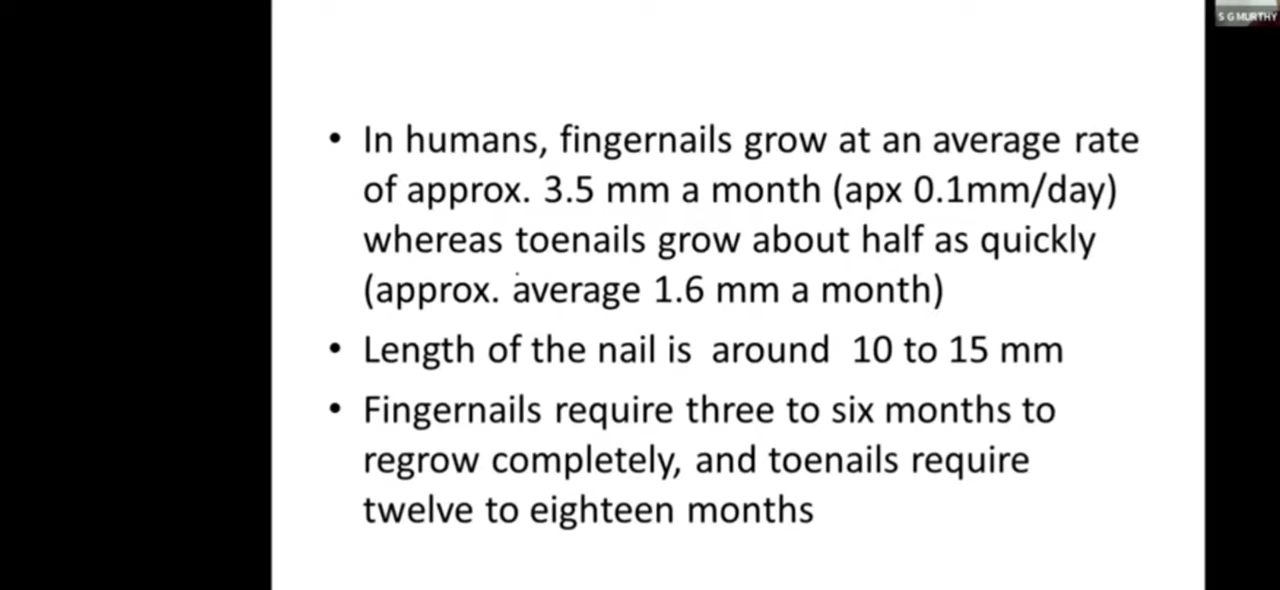 S G MURTHY
• In humans, fingernails grow at an average rate
of approx. 3.5 mm a month (apx 0.1mm/day)
whereas toenails grow about half as quickly
(approx. average 1.6 mm a month)
• Length of the nail is around 10 to 15 mm
• Fingernails require three to six months to
regrow completely, and toenails require
twelve to eighteen months